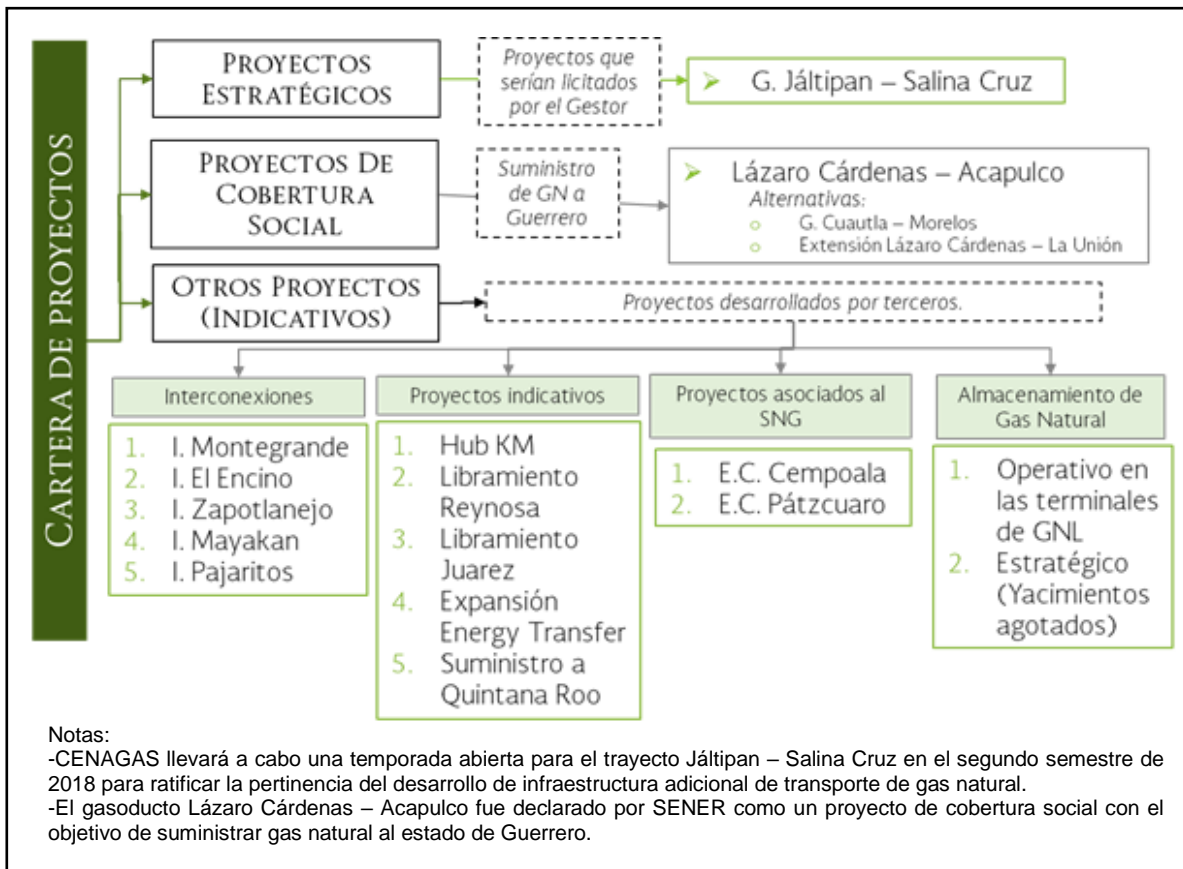 CARTERA DE PROYECTOS
PROYECTOS
ESTRATÉGICOS
Proyectos que
serían licitados
por el Gestor
➢ G. Jáltipan – Salina Cruz
PROYECTOS DE
COBERTURA
SOCIAL
Suministro
de GN a
Guerrero
➢ Lázaro Cárdenas – Acapulco
Alternativas:
o G. Cuautla – Morelos
o Extensión Lázaro Cárdenas – La Unión
OTROS PROYECTOS
(INDICATIVOS)
Proyectos desarrollados por terceros.
Interconexiones
1. I. Montegrande
2. I. El Encino
3. I. Zapotlanejo
4. I. Mayakan
5. I. Pajaritos
Proyectos indicativos
1. Hub KM
2. Libramiento
Reynosa
3. Libramiento
Juarez
4. Expansión
Energy Transfer
5. Suministro a
Quintana Roo
Proyectos asociados al
SNG
1. E.C. Cempoala
2. E.C. Pátzcuaro
Almacenamiento de
Gas Natural
1. Operativo en
las terminales
de GNL
2. Estratégico
(Yacimientos
agotados)
Notas:
-CENAGAS llevará a cabo una temporada abierta para el trayecto Jáltipan – Salina Cruz en el segundo semestre de
2018 para ratificar la pertinencia del desarrollo de infraestructura adicional de transporte de gas natural.
-El gasoducto Lázaro Cárdenas – Acapulco fue declarado por SENER como un proyecto de cobertura social con el
objetivo de suministrar gas natural al estado de Guerrero.